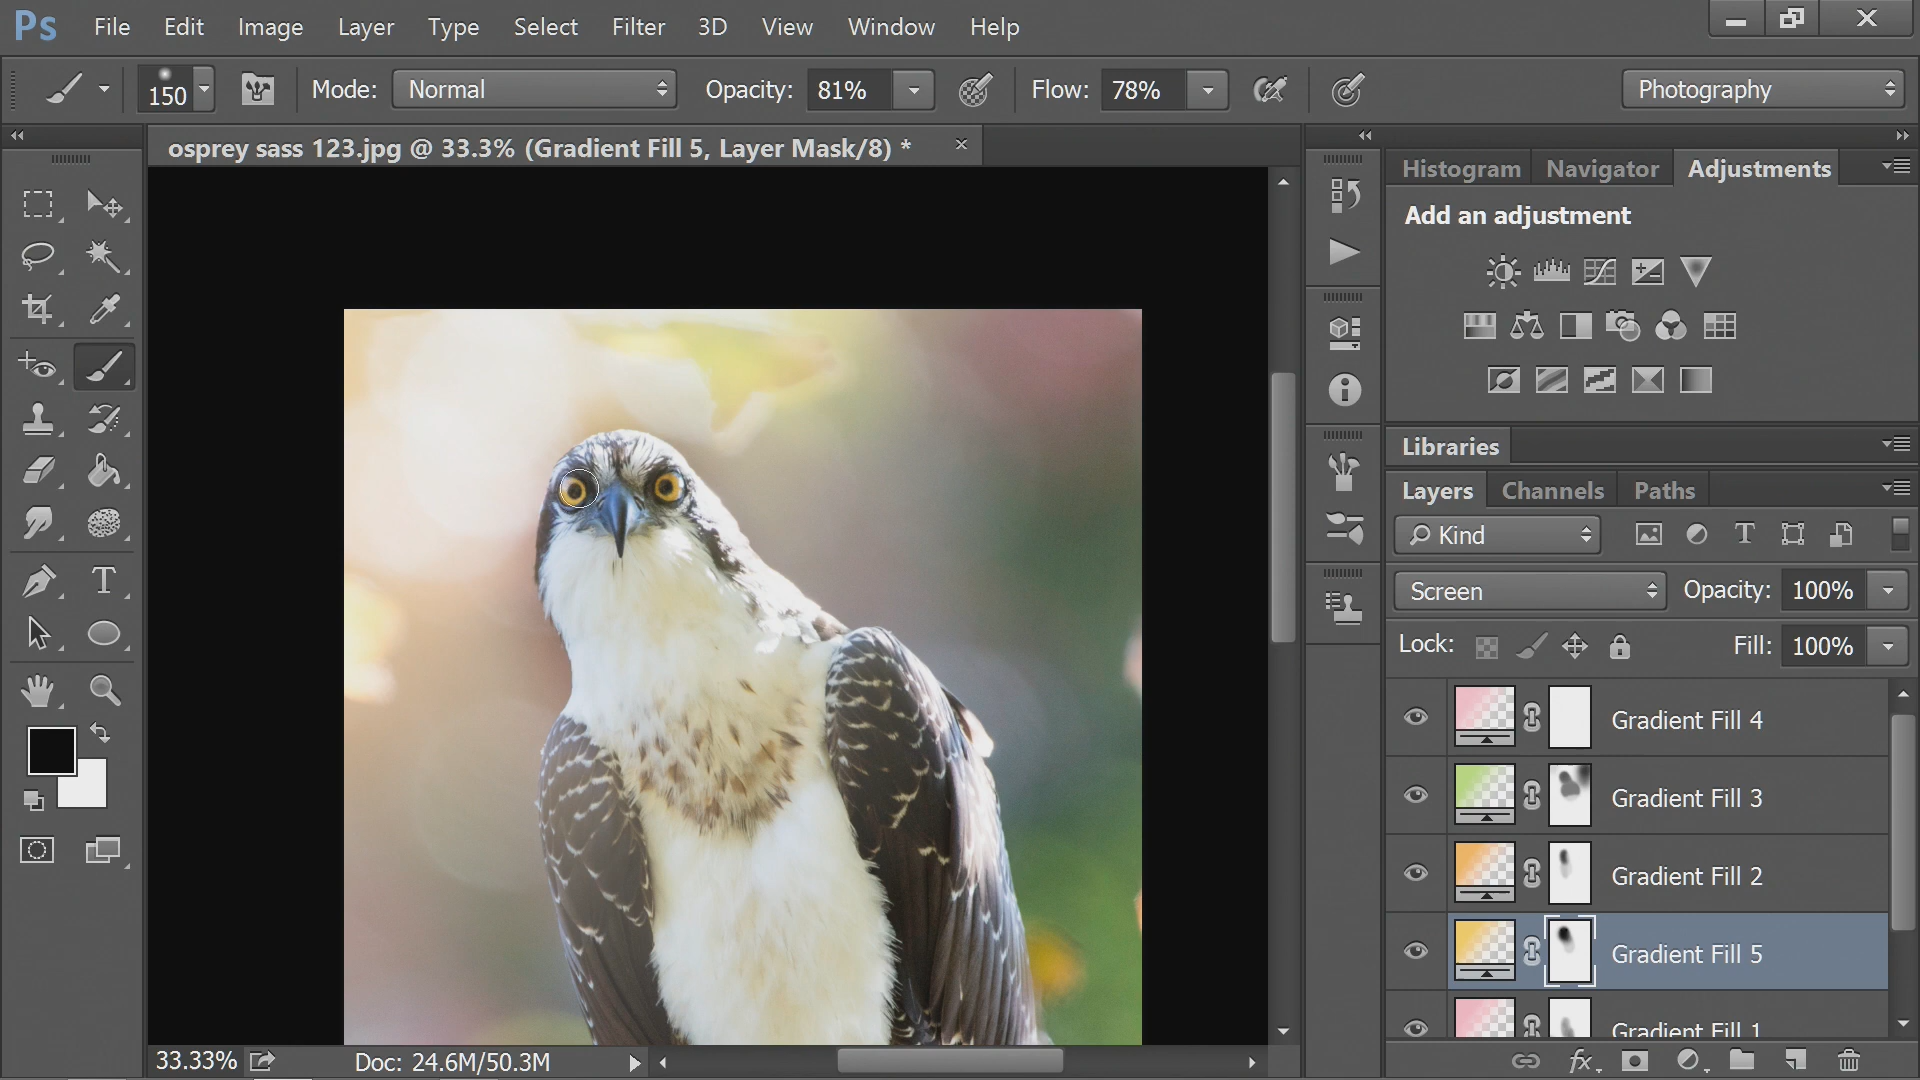 Ps File Edit Image Layer Type Select Filter 3D View Window Help
150 Mode: Normal Opacity: 81% Flow: 78% Photography
osprey sass 123.jpg @ 33.3% (Gradient Fill 5, Layer Mask/8) *
Histogram Navigator Adjustments
Add an adjustment
Libraries
Layers Channels Paths
Kind
Screen Opacity: 100%
Lock: Fill: 100%
Gradient Fill 4
Gradient Fill 3
Gradient Fill 2
Gradient Fill 5
Gradient Fill 1
33.33% Doc: 24.6M/50.3M